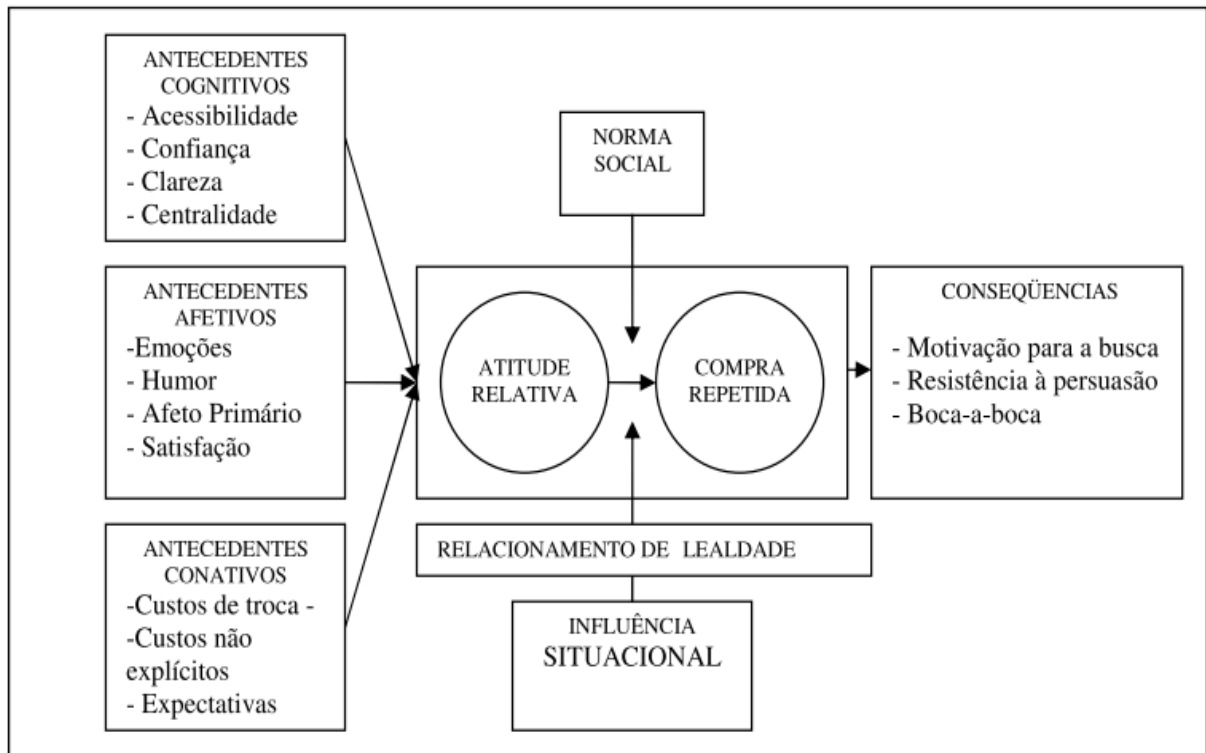 ANTECEDENTES
COGNITIVOS
- Acessibilidade
- Confiança
- Clareza
- Centralidade
ANTECEDENTES
AFETIVOS
-Emoções
- Humor
- Afeto Primário
- Satisfação
ANTECEDENTES
CONATIVOS
-Custos de troca -
-Custos não
explícitos
- Expectativas
NORMA
SOCIAL
ATITUDE
RELATIVA
COMPRA
REPETIDA
RELACIONAMENTO DE LEALDADE
INFLUÊNCIA
SITUACIONAL
CONSEQÜENCIAS
- Motivação para a busca
- Resistência à persuasão
- Boca-a-boca